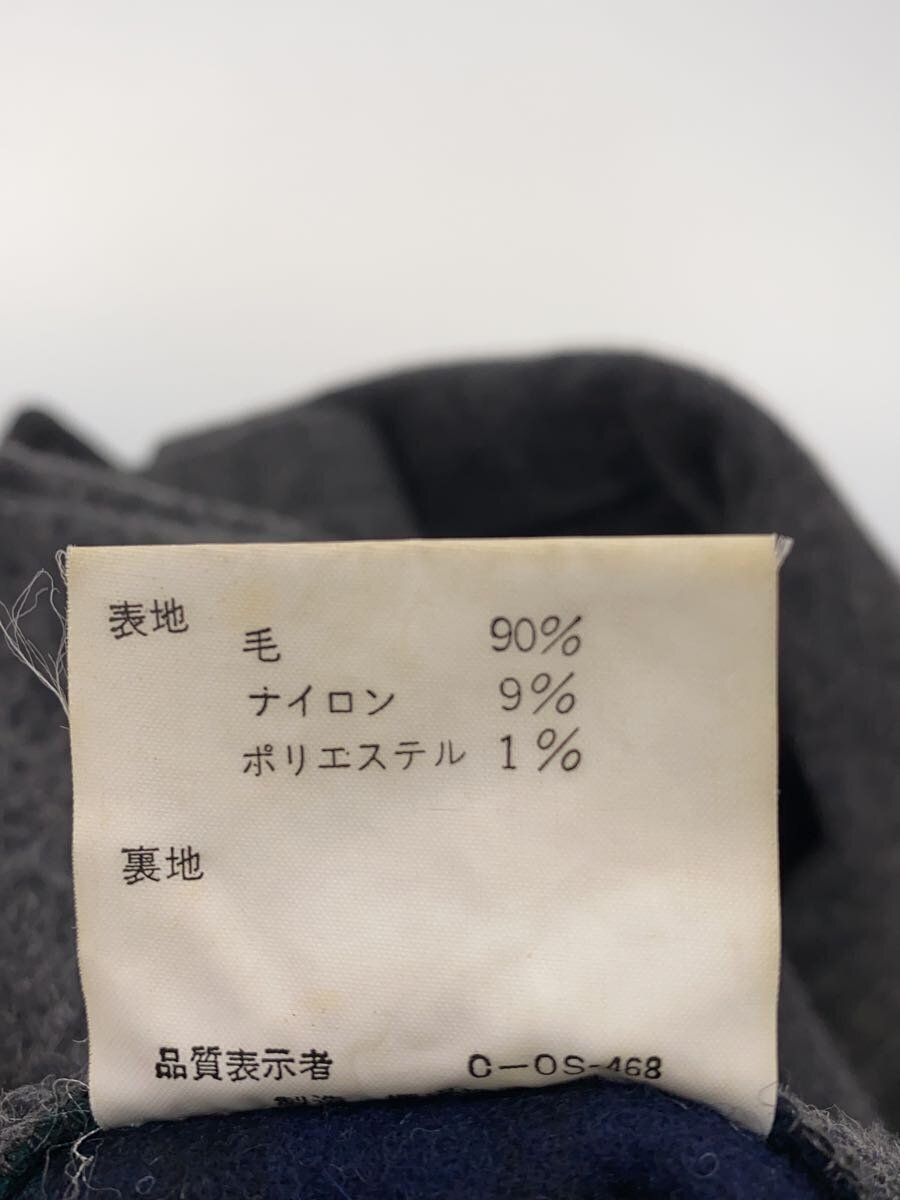 表地
毛 90%
ナイロン 9%
ポリエステル 1%
裏地
品質表示者 C-OS-468